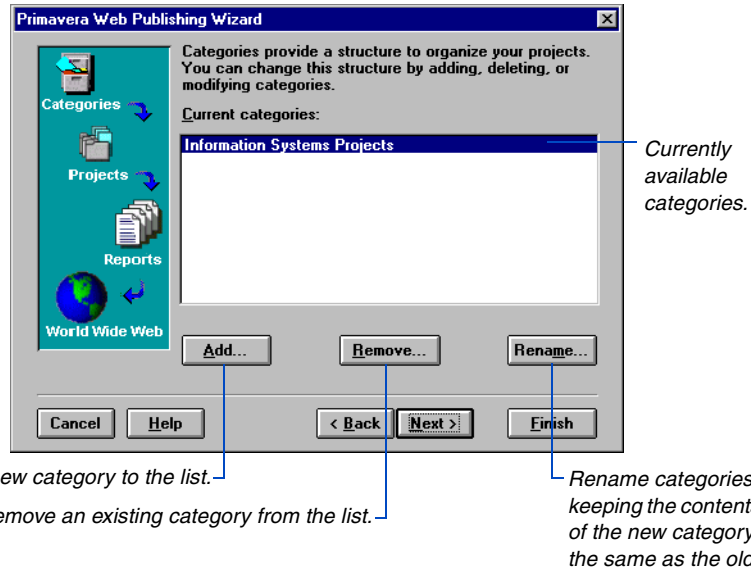 Primavera Web Publishing Wizard
Categories provide a structure to organize your projects.
You can change this structure by adding, deleting, or
modifying categories.
Categories
Current categories:
Information Systems Projects
Currently
available
categories.
Projects
Reports
World Wide Web
Add...
Remove...
Rename...
Cancel
Help
< Back
Next >
Finish
ew category to the list.
emove an existing category from the list.
Rename categories
keeping the content
of the new category
the same as the old